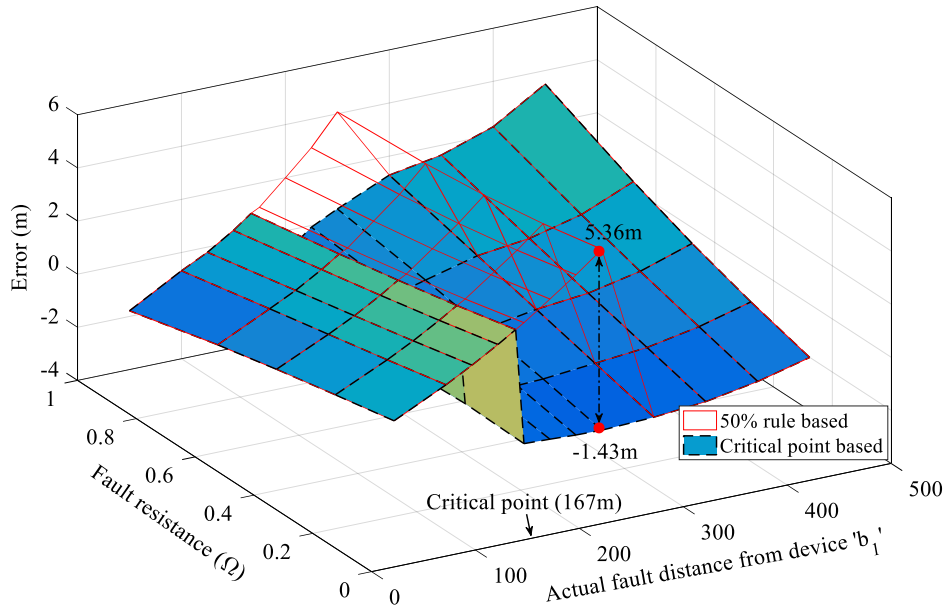 6
4
2
0
-2
-4
Error (m)
1
0.8
0.6
0.4
0.2
0
Fault resistance (Ω)
0
100
200
300
400
500
Actual fault distance from device 'b_1'
5.36m
-1.43m
Critical point (167m)
50% rule based
Critical point based